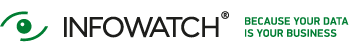 INFOWATCH®
BECAUSE YOUR DATA
IS YOUR BUSINESS